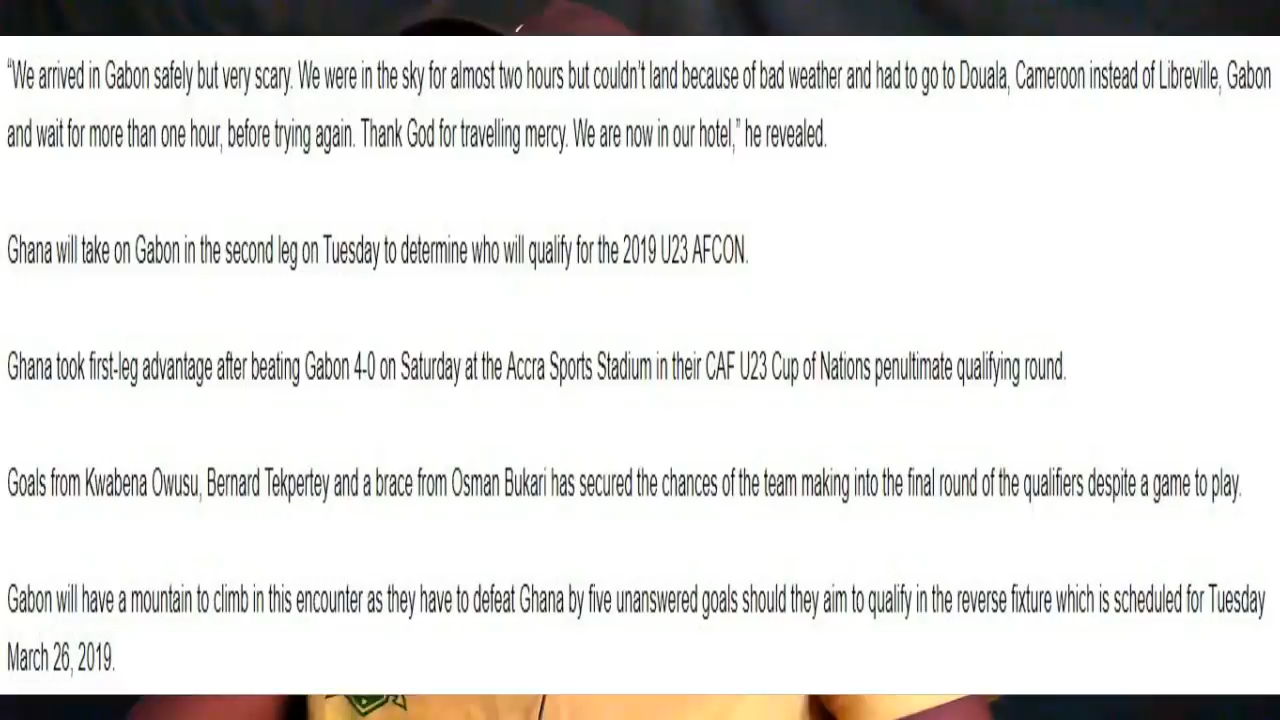 “We arrived in Gabon safely but very scary. We were in the sky for almost two hours but couldn’t land because of bad weather and had to go to Douala, Cameroon instead of Libreville, Gabon
and wait for more than one hour, before trying again. Thank God for travelling mercy. We are now in our hotel,” he revealed.
Ghana will take on Gabon in the second leg on Tuesday to determine who will qualify for the 2019 U23 AFCON.
Ghana took first-leg advantage after beating Gabon 4-0 on Saturday at the Accra Sports Stadium in their CAF U23 Cup of Nations penultimate qualifying round.
Goals from Kwabena Owusu, Bernard Tekpertey and a brace from Osman Bukari has secured the chances of the team making into the final round of the qualifiers despite a game to play.
Gabon will have a mountain to climb in this encounter as they have to defeat Ghana by five unanswered goals should they aim to qualify in the reverse fixture which is scheduled for Tuesday
March 26, 2019.